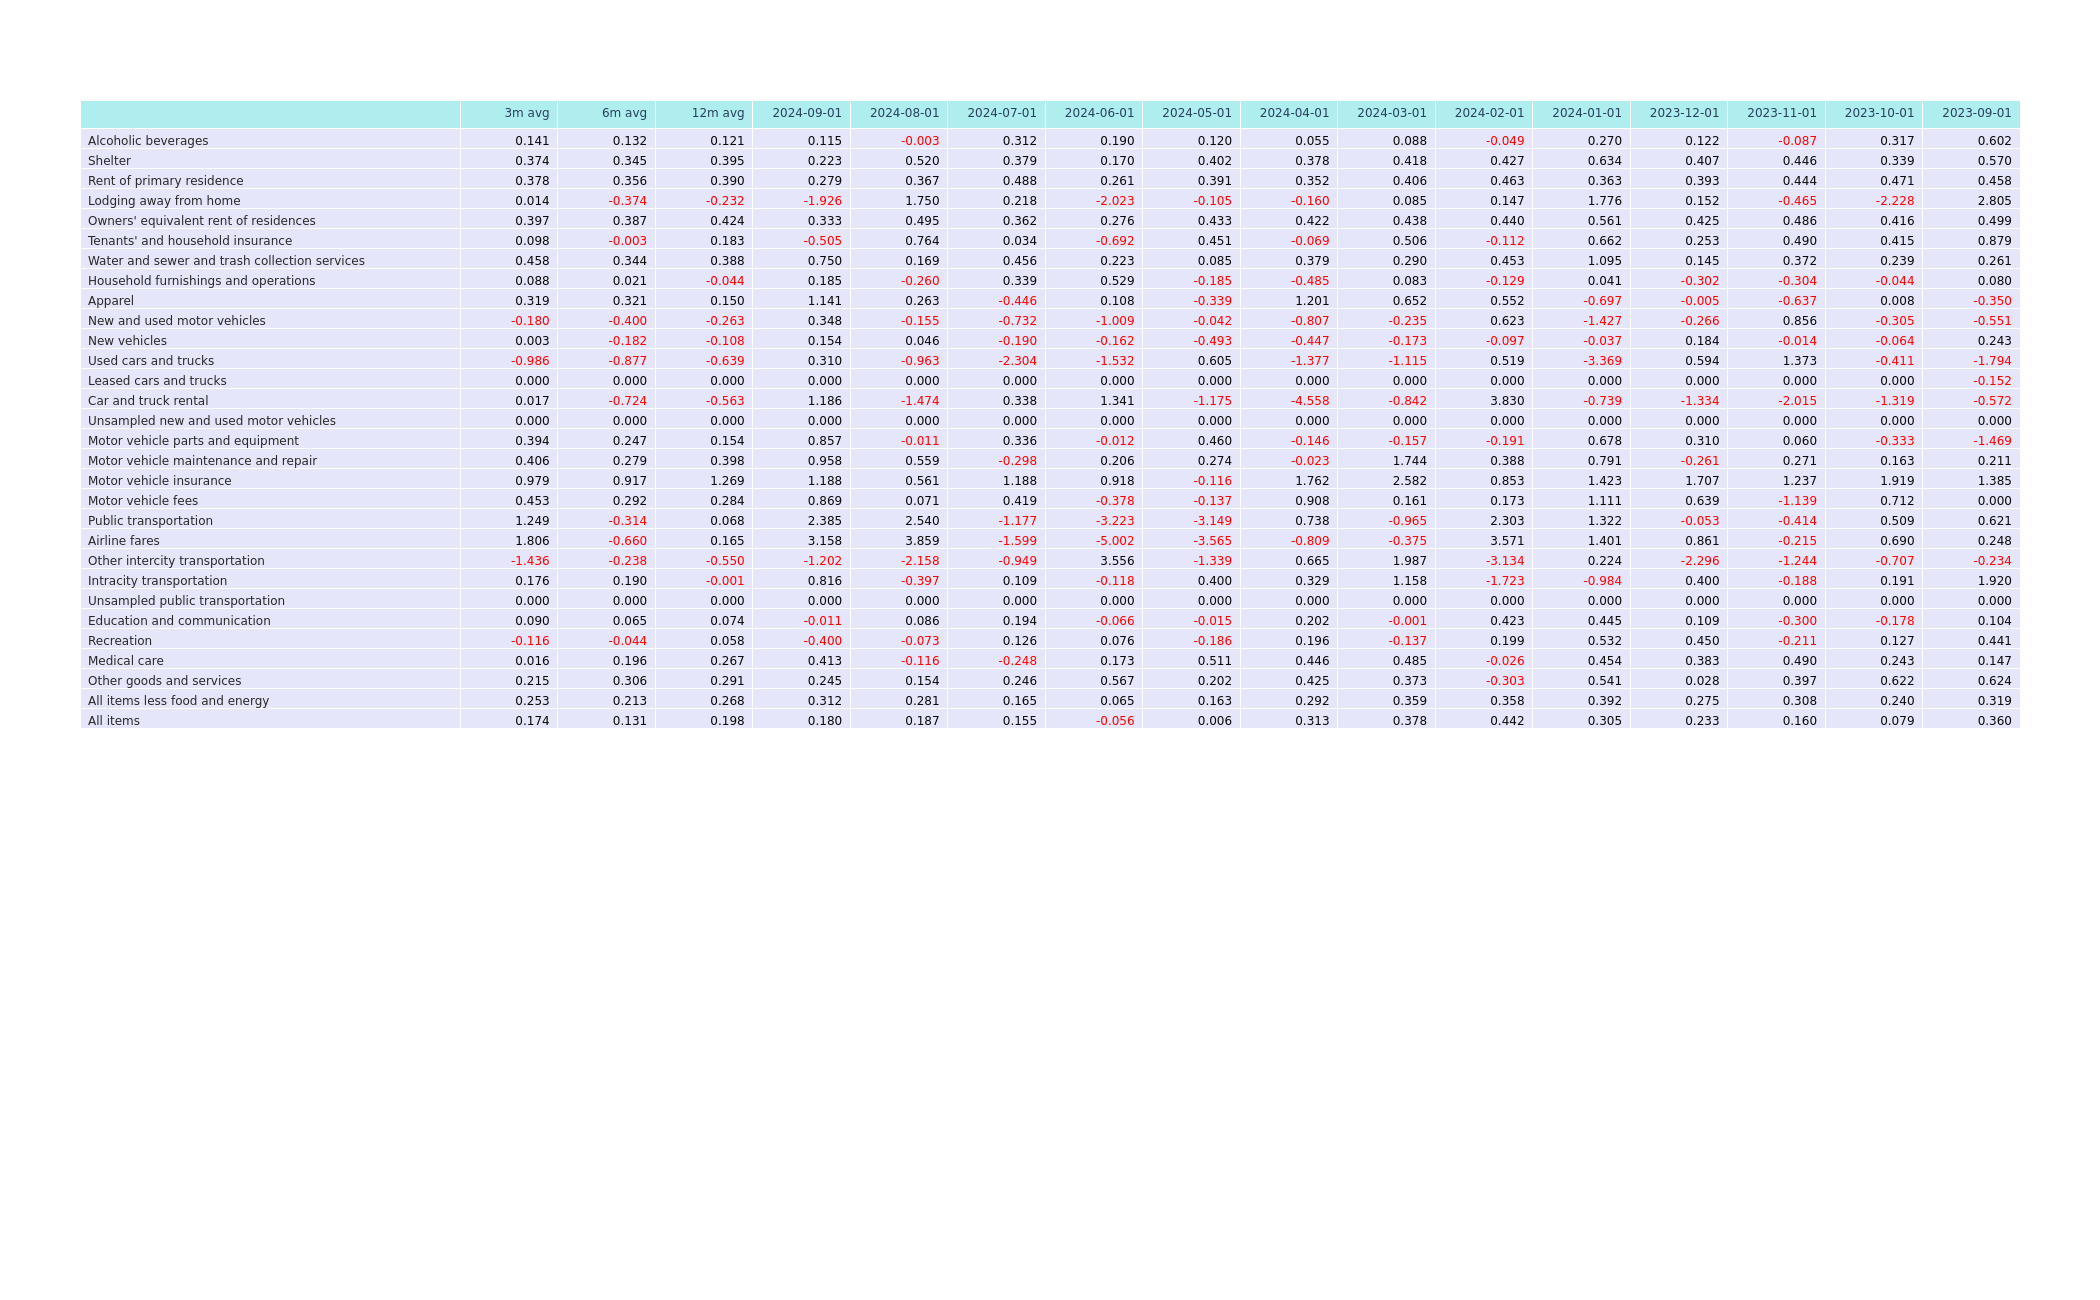 3m avg 6m avg 12m avg 2024-09-01 2024-08-01 2024-07-01 2024-06-01 2024-05-01 2024-04-01 2024-03-01 2024-02-01 2024-01-01 2023-12-01 2023-11-01 2023-10-01 2023-09-01
Alcoholic beverages 0.141 0.132 0.121 0.115 -0.003 0.312 0.190 0.120 0.055 0.088 -0.049 0.270 0.122 -0.087 0.317 0.602
Shelter 0.374 0.345 0.395 0.223 0.520 0.379 0.170 0.402 0.378 0.418 0.427 0.634 0.407 0.446 0.339 0.570
Rent of primary residence 0.378 0.356 0.390 0.279 0.367 0.488 0.261 0.391 0.352 0.406 0.463 0.363 0.393 0.444 0.471 0.458
Lodging away from home 0.014 -0.374 -0.232 -1.926 1.750 0.218 -2.023 -0.105 -0.160 0.085 0.147 1.776 0.152 -0.465 -2.228 2.805
Owners' equivalent rent of residences 0.397 0.387 0.424 0.333 0.495 0.362 0.276 0.433 0.422 0.438 0.440 0.561 0.425 0.486 0.416 0.499
Tenants' and household insurance 0.098 -0.003 0.183 -0.505 0.764 0.034 -0.692 0.451 -0.069 0.506 -0.112 0.662 0.253 0.490 0.415 0.879
Water and sewer and trash collection services 0.458 0.344 0.388 0.750 0.169 0.456 0.223 0.085 0.379 0.290 0.453 1.095 0.145 0.372 0.239 0.261
Household furnishings and operations 0.088 0.021 -0.044 0.185 -0.260 0.339 0.529 -0.185 -0.485 0.083 -0.129 0.041 -0.302 -0.304 -0.044 0.080
Apparel 0.319 0.321 0.150 1.141 0.263 -0.446 0.108 -0.339 1.201 0.652 0.552 -0.697 -0.005 -0.637 0.008 -0.350
New and used motor vehicles -0.180 -0.400 -0.263 0.348 -0.155 -0.732 -1.009 -0.042 -0.807 -0.235 0.623 -1.427 -0.266 0.856 -0.305 -0.551
New vehicles 0.003 -0.182 -0.108 0.154 0.046 -0.190 -0.162 -0.493 -0.447 -0.173 -0.097 -0.037 0.184 -0.014 -0.064 0.243
Used cars and trucks -0.986 -0.877 -0.639 0.310 -0.963 -2.304 -1.532 0.605 -1.377 -1.115 0.519 -3.369 0.594 1.373 -0.411 -1.794
Leased cars and trucks 0.000 0.000 0.000 0.000 0.000 0.000 0.000 0.000 0.000 0.000 0.000 0.000 0.000 0.000 0.000 -0.152
Car and truck rental 0.017 -0.724 -0.563 1.186 -1.474 0.338 1.341 -1.175 -4.558 -0.842 3.830 -0.739 -1.334 -2.015 -1.319 -0.572
Unsampled new and used motor vehicles 0.000 0.000 0.000 0.000 0.000 0.000 0.000 0.000 0.000 0.000 0.000 0.000 0.000 0.000 0.000 0.000
Motor vehicle parts and equipment 0.394 0.247 0.154 0.857 -0.011 0.336 -0.012 0.460 -0.146 -0.157 -0.191 0.678 0.310 0.060 -0.333 -1.469
Motor vehicle maintenance and repair 0.406 0.279 0.398 0.958 0.559 -0.298 0.206 0.274 -0.023 1.744 0.388 0.791 -0.261 0.271 0.163 0.211
Motor vehicle insurance 0.979 0.917 1.269 1.188 0.561 1.188 0.918 -0.116 1.762 2.582 0.853 1.423 1.707 1.237 1.919 1.385
Motor vehicle fees 0.453 0.292 0.284 0.869 0.071 0.419 -0.378 -0.137 0.908 0.161 0.173 1.111 0.639 -1.139 0.712 0.000
Public transportation 1.249 -0.314 0.068 2.385 2.540 -1.177 -3.223 -3.149 0.738 -0.965 2.303 1.322 -0.053 -0.414 0.509 0.621
Airline fares 1.806 -0.660 0.165 3.158 3.859 -1.599 -5.002 -3.565 -0.809 -0.375 3.571 1.401 0.861 -0.215 0.690 0.248
Other intercity transportation -1.436 -0.238 -0.550 -1.202 -2.158 -0.949 3.556 -1.339 0.665 1.987 -3.134 0.224 -2.296 -1.244 -0.707 -0.234
Intracity transportation 0.176 0.190 -0.001 0.816 -0.397 0.109 -0.118 0.400 0.329 1.158 -1.723 -0.984 0.400 -0.188 0.191 1.920
Unsampled public transportation 0.000 0.000 0.000 0.000 0.000 0.000 0.000 0.000 0.000 0.000 0.000 0.000 0.000 0.000 0.000 0.000
Education and communication 0.090 0.065 0.074 -0.011 0.086 0.194 -0.066 -0.015 0.202 -0.001 0.423 0.445 0.109 -0.300 -0.178 0.104
Recreation -0.116 -0.044 0.058 -0.400 -0.073 0.126 0.076 -0.186 0.196 -0.137 0.199 0.532 0.450 -0.211 0.127 0.441
Medical care 0.016 0.196 0.267 0.413 -0.116 -0.248 0.173 0.511 0.446 0.485 -0.026 0.454 0.383 0.490 0.243 0.147
Other goods and services 0.215 0.306 0.291 0.245 0.154 0.246 0.567 0.202 0.425 0.373 -0.303 0.541 0.028 0.397 0.622 0.624
All items less food and energy 0.253 0.213 0.268 0.312 0.281 0.165 0.065 0.163 0.292 0.359 0.358 0.392 0.275 0.308 0.240 0.319
All items 0.174 0.131 0.198 0.180 0.187 0.155 -0.056 0.006 0.313 0.378 0.442 0.305 0.233 0.160 0.079 0.360